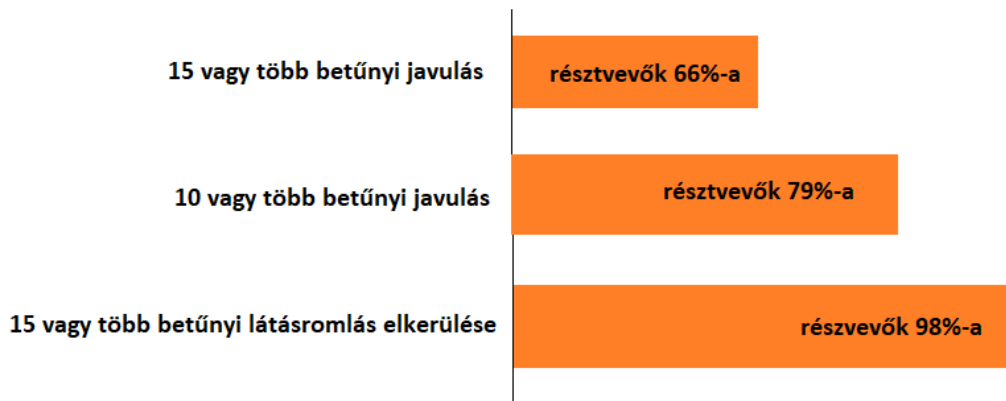 15 vagy több betűnyi javulás
résztvevők 66%-a
10 vagy több betűnyi javulás
résztvevők 79%-a
15 vagy több betűnyi látásromlás elkerülése
részvevők 98%-a